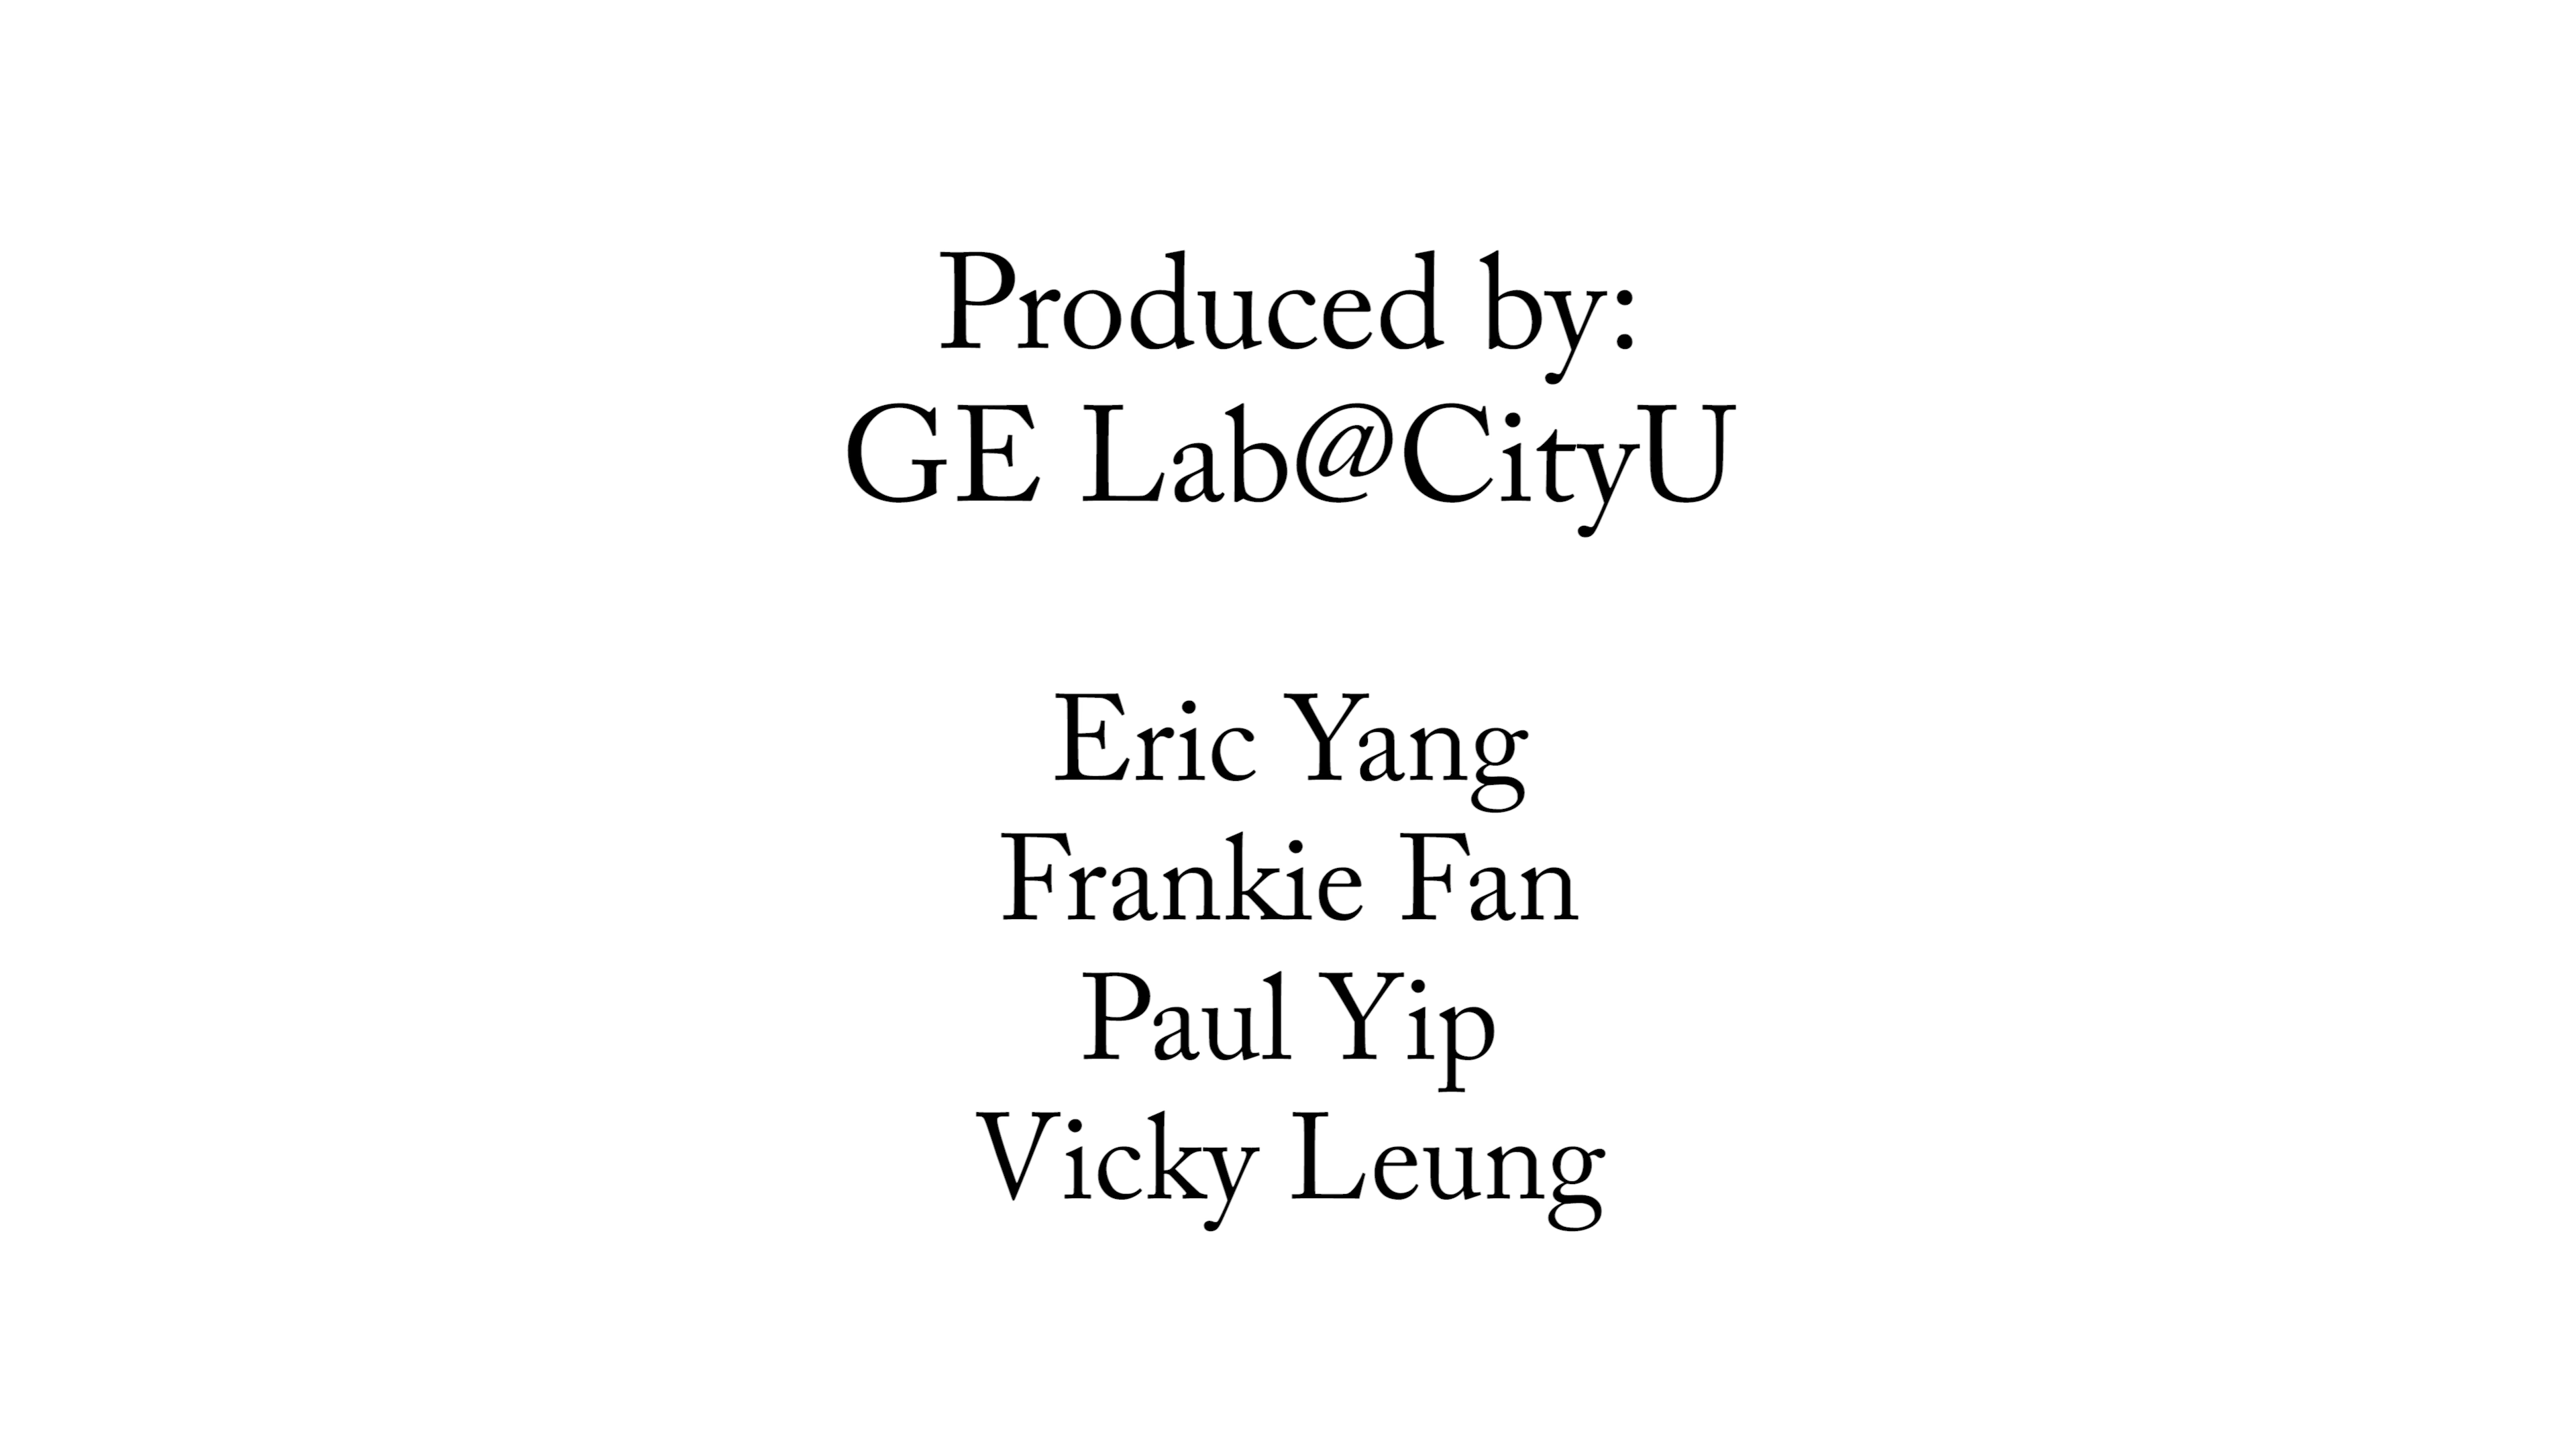 Produced by:
GE Lab@CityU
Eric Yang
Frankie Fan
Paul Yip
Vicky Leung